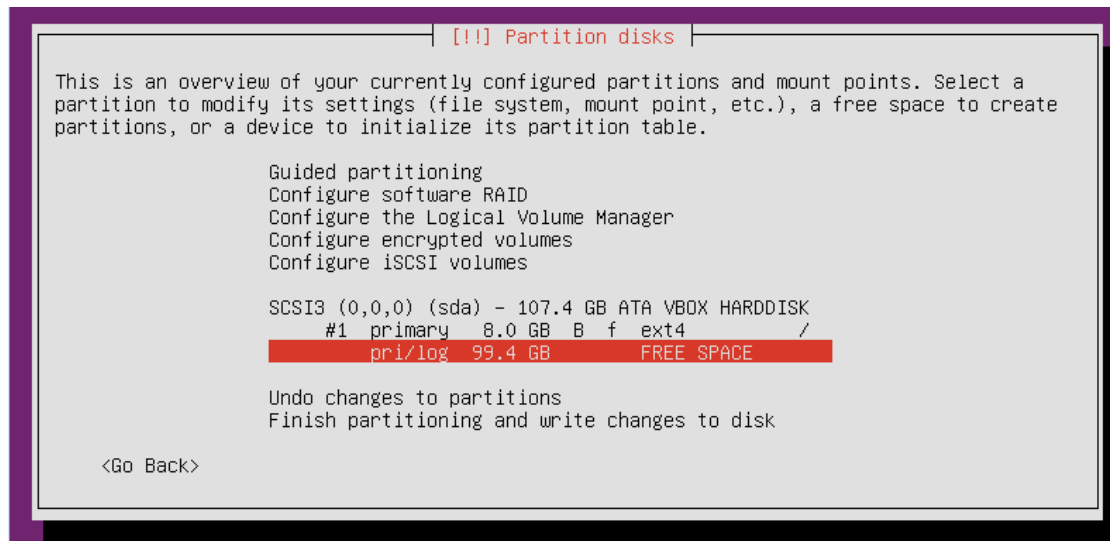 [!!] Partition disks
This is an overview of your currently configured partitions and mount points. Select a
partition to modify its settings (file system, mount point, etc.), a free space to create
partitions, or a device to initialize its partition table.
Guided partitioning
Configure software RAID
Configure the Logical Volume Manager
Configure encrypted volumes
Configure iSCSI volumes
SCSI3 (0,0,0) (sda) – 107.4 GB ATA VBOX HARDDISK
#1 primary 8.0 GB B f ext4 /
pri/log 99.4 GB FREE SPACE
Undo changes to partitions
Finish partitioning and write changes to disk
<Go Back>